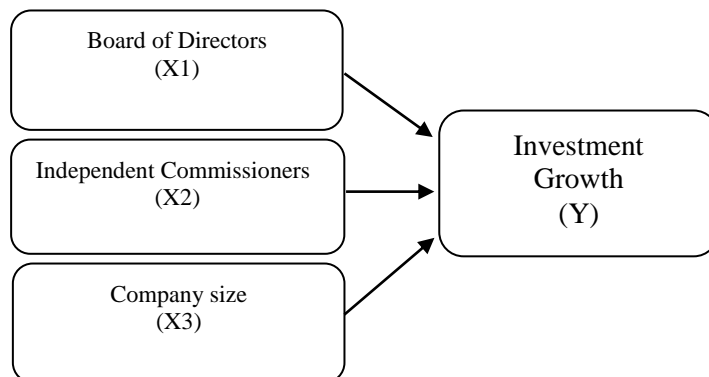 Board of Directors
(X1)
Independent Commissioners
(X2)
Company size
(X3)
Investment
Growth
(Y)